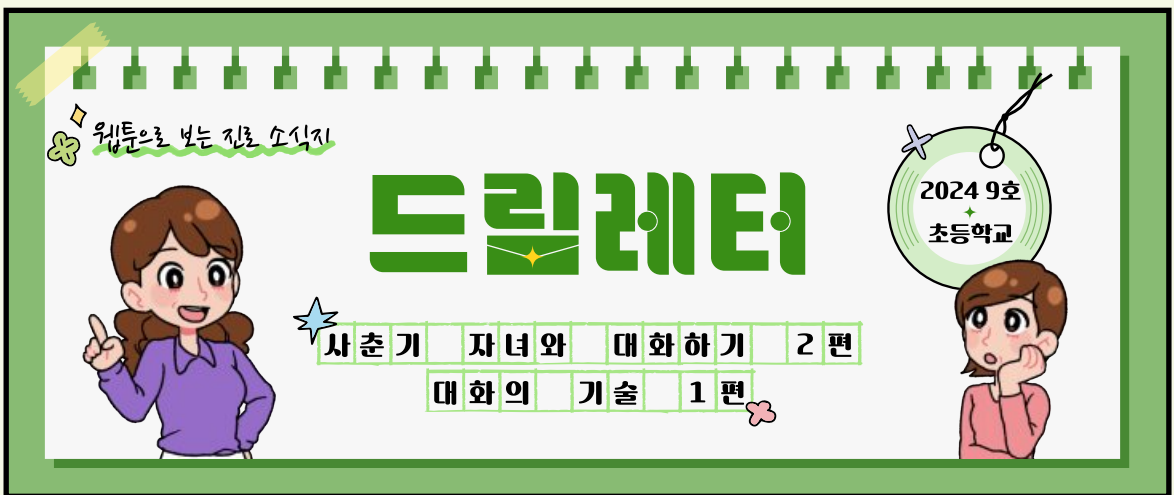 웹툰으로 보는 진로 소식지
드림레터
2024 9호
초등학교
사춘기 자녀와 대화하기 2편
대화의 기술 1편